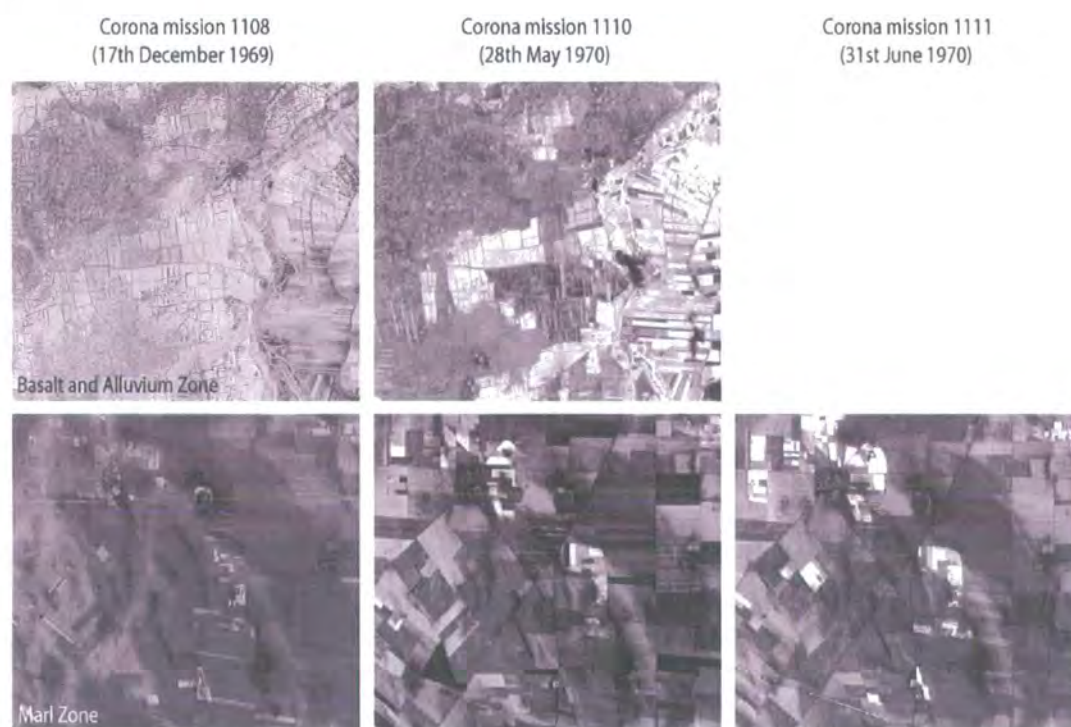 Corona mission 1108
(17th December 1969)
Corona mission 1110
(28th May 1970)
Corona mission 1111
(31st June 1970)
Basalt and Alluvium Zone
Marl Zone